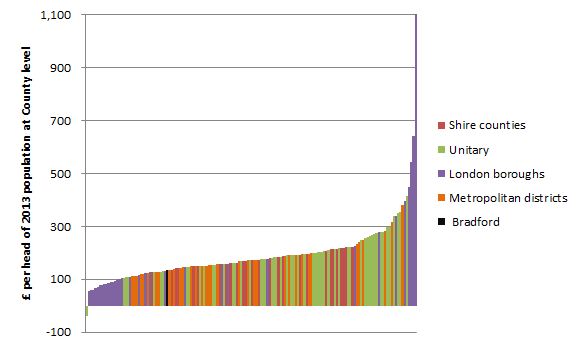 £ per head of 2013 population at County level
1,100
900
700
500
300
100
-100
Shire counties
Unitary
London boroughs
Metropolitan districts
Bradford